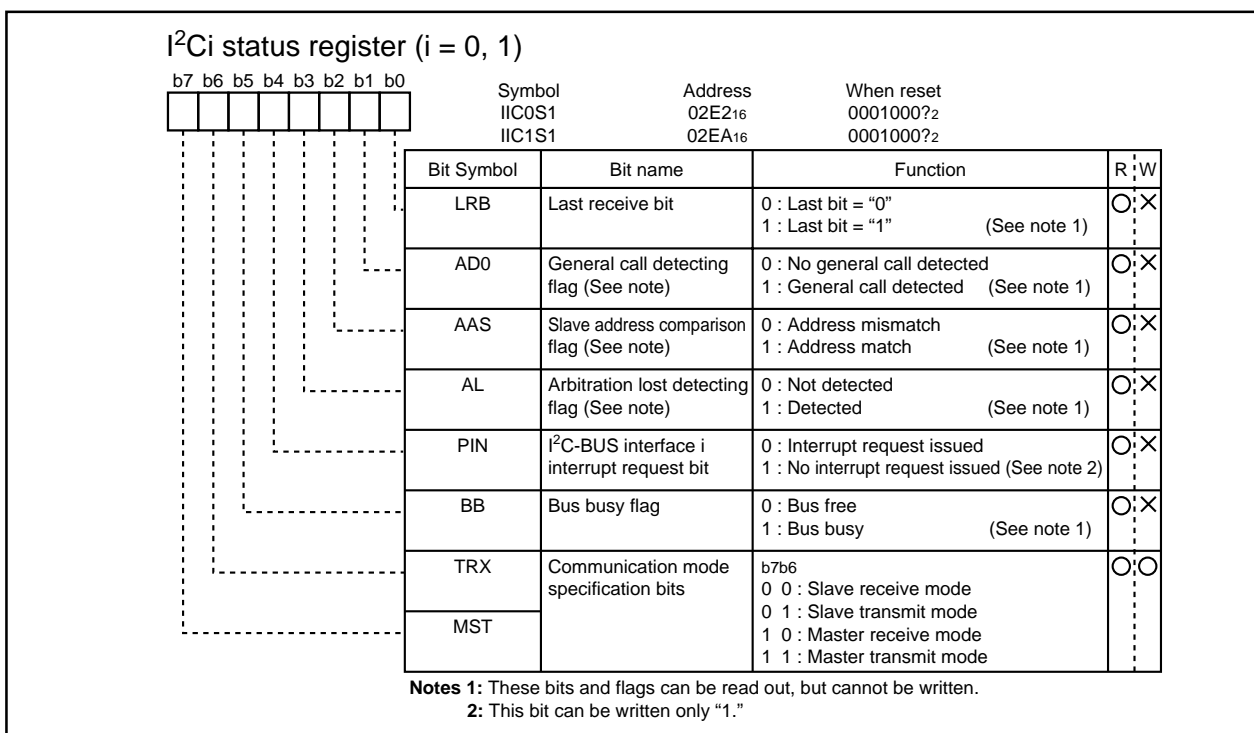 I²Ci status register (i = 0, 1)
b7 b6 b5 b4 b3 b2 b1 b0
Symbol Address When reset
IIC0S1 02E2₁₆ 0001000?₂
IIC1S1 02EA₁₆ 0001000?₂
Bit Symbol Bit name Function R W
LRB Last receive bit 0 : Last bit = “0” ○ ×
1 : Last bit = “1” (See note 1)
AD0 General call detecting 0 : No general call detected ○ ×
flag (See note) 1 : General call detected (See note 1)
AAS Slave address comparison 0 : Address mismatch ○ ×
flag (See note) 1 : Address match (See note 1)
AL Arbitration lost detecting 0 : Not detected ○ ×
flag (See note) 1 : Detected (See note 1)
PIN I²C-BUS interface i 0 : Interrupt request issued ○ ×
interrupt request bit 1 : No interrupt request issued (See note 2)
BB Bus busy flag 0 : Bus free ○ ×
1 : Bus busy (See note 1)
TRX Communication mode b7b6 ○ ○
specification bits 0 0 : Slave receive mode
0 1 : Slave transmit mode
MST 1 0 : Master receive mode
1 1 : Master transmit mode
Notes 1: These bits and flags can be read out, but cannot be written.
2: This bit can be written only “1.”